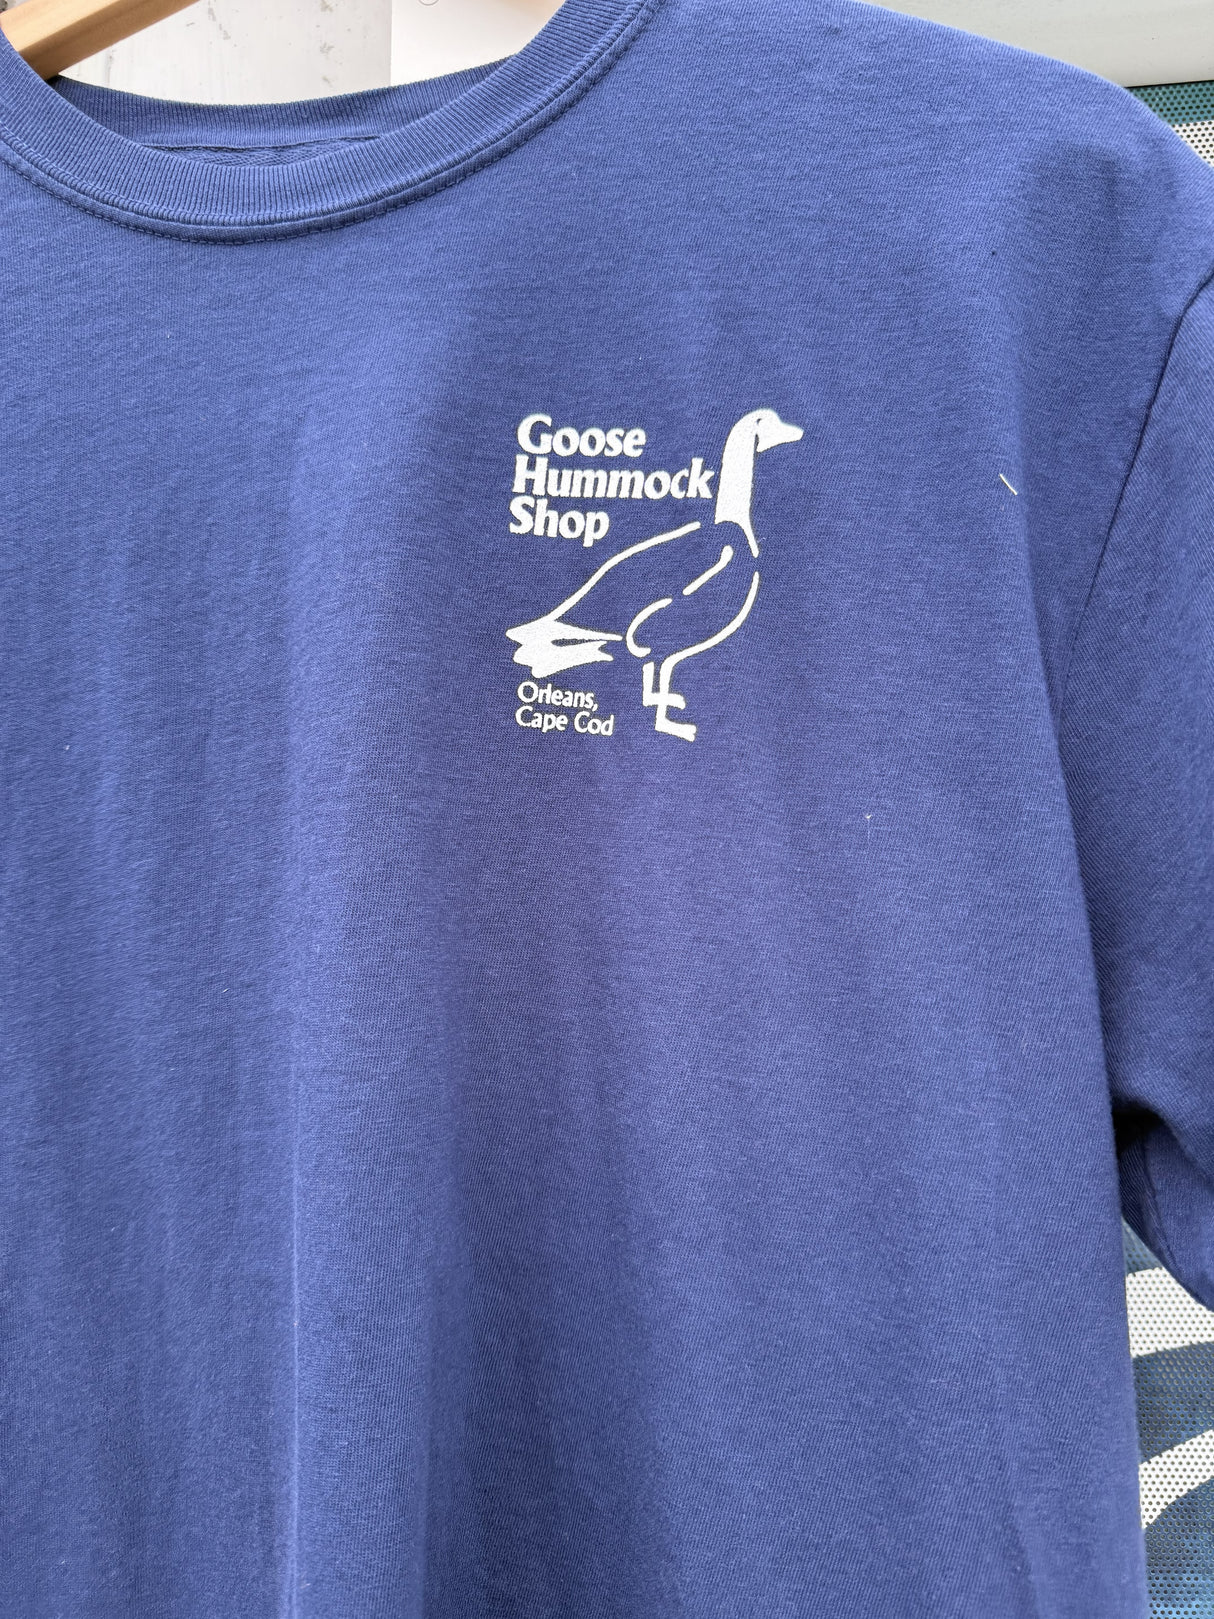 Goose
Hummock
Shop
Orleans,
Cape Cod